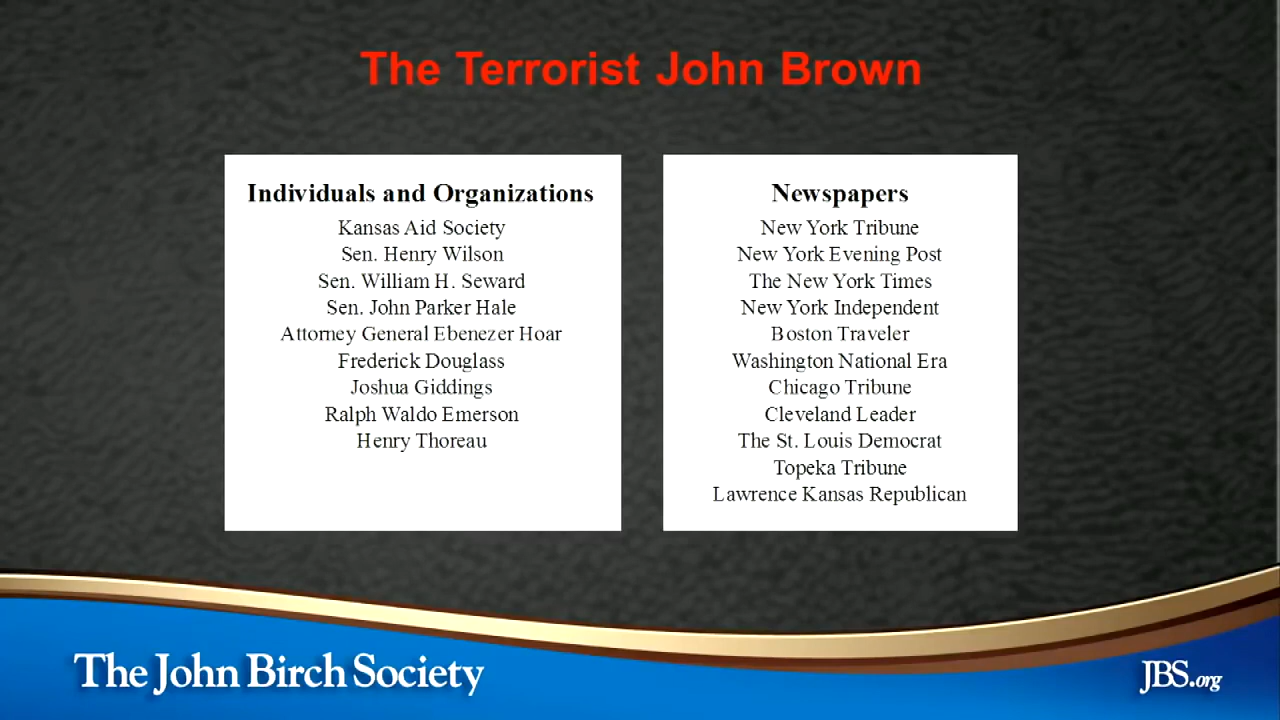 The Terrorist John Brown
Individuals and Organizations
Kansas Aid Society
Sen. Henry Wilson
Sen. William H. Seward
Sen. John Parker Hale
Attorney General Ebenezer Hoar
Frederick Douglass
Joshua Giddings
Ralph Waldo Emerson
Henry Thoreau
Newspapers
New York Tribune
New York Evening Post
The New York Times
New York Independent
Boston Traveler
Washington National Era
Chicago Tribune
Cleveland Leader
The St. Louis Democrat
Topeka Tribune
Lawrence Kansas Republican
The John Birch Society
JBS.org